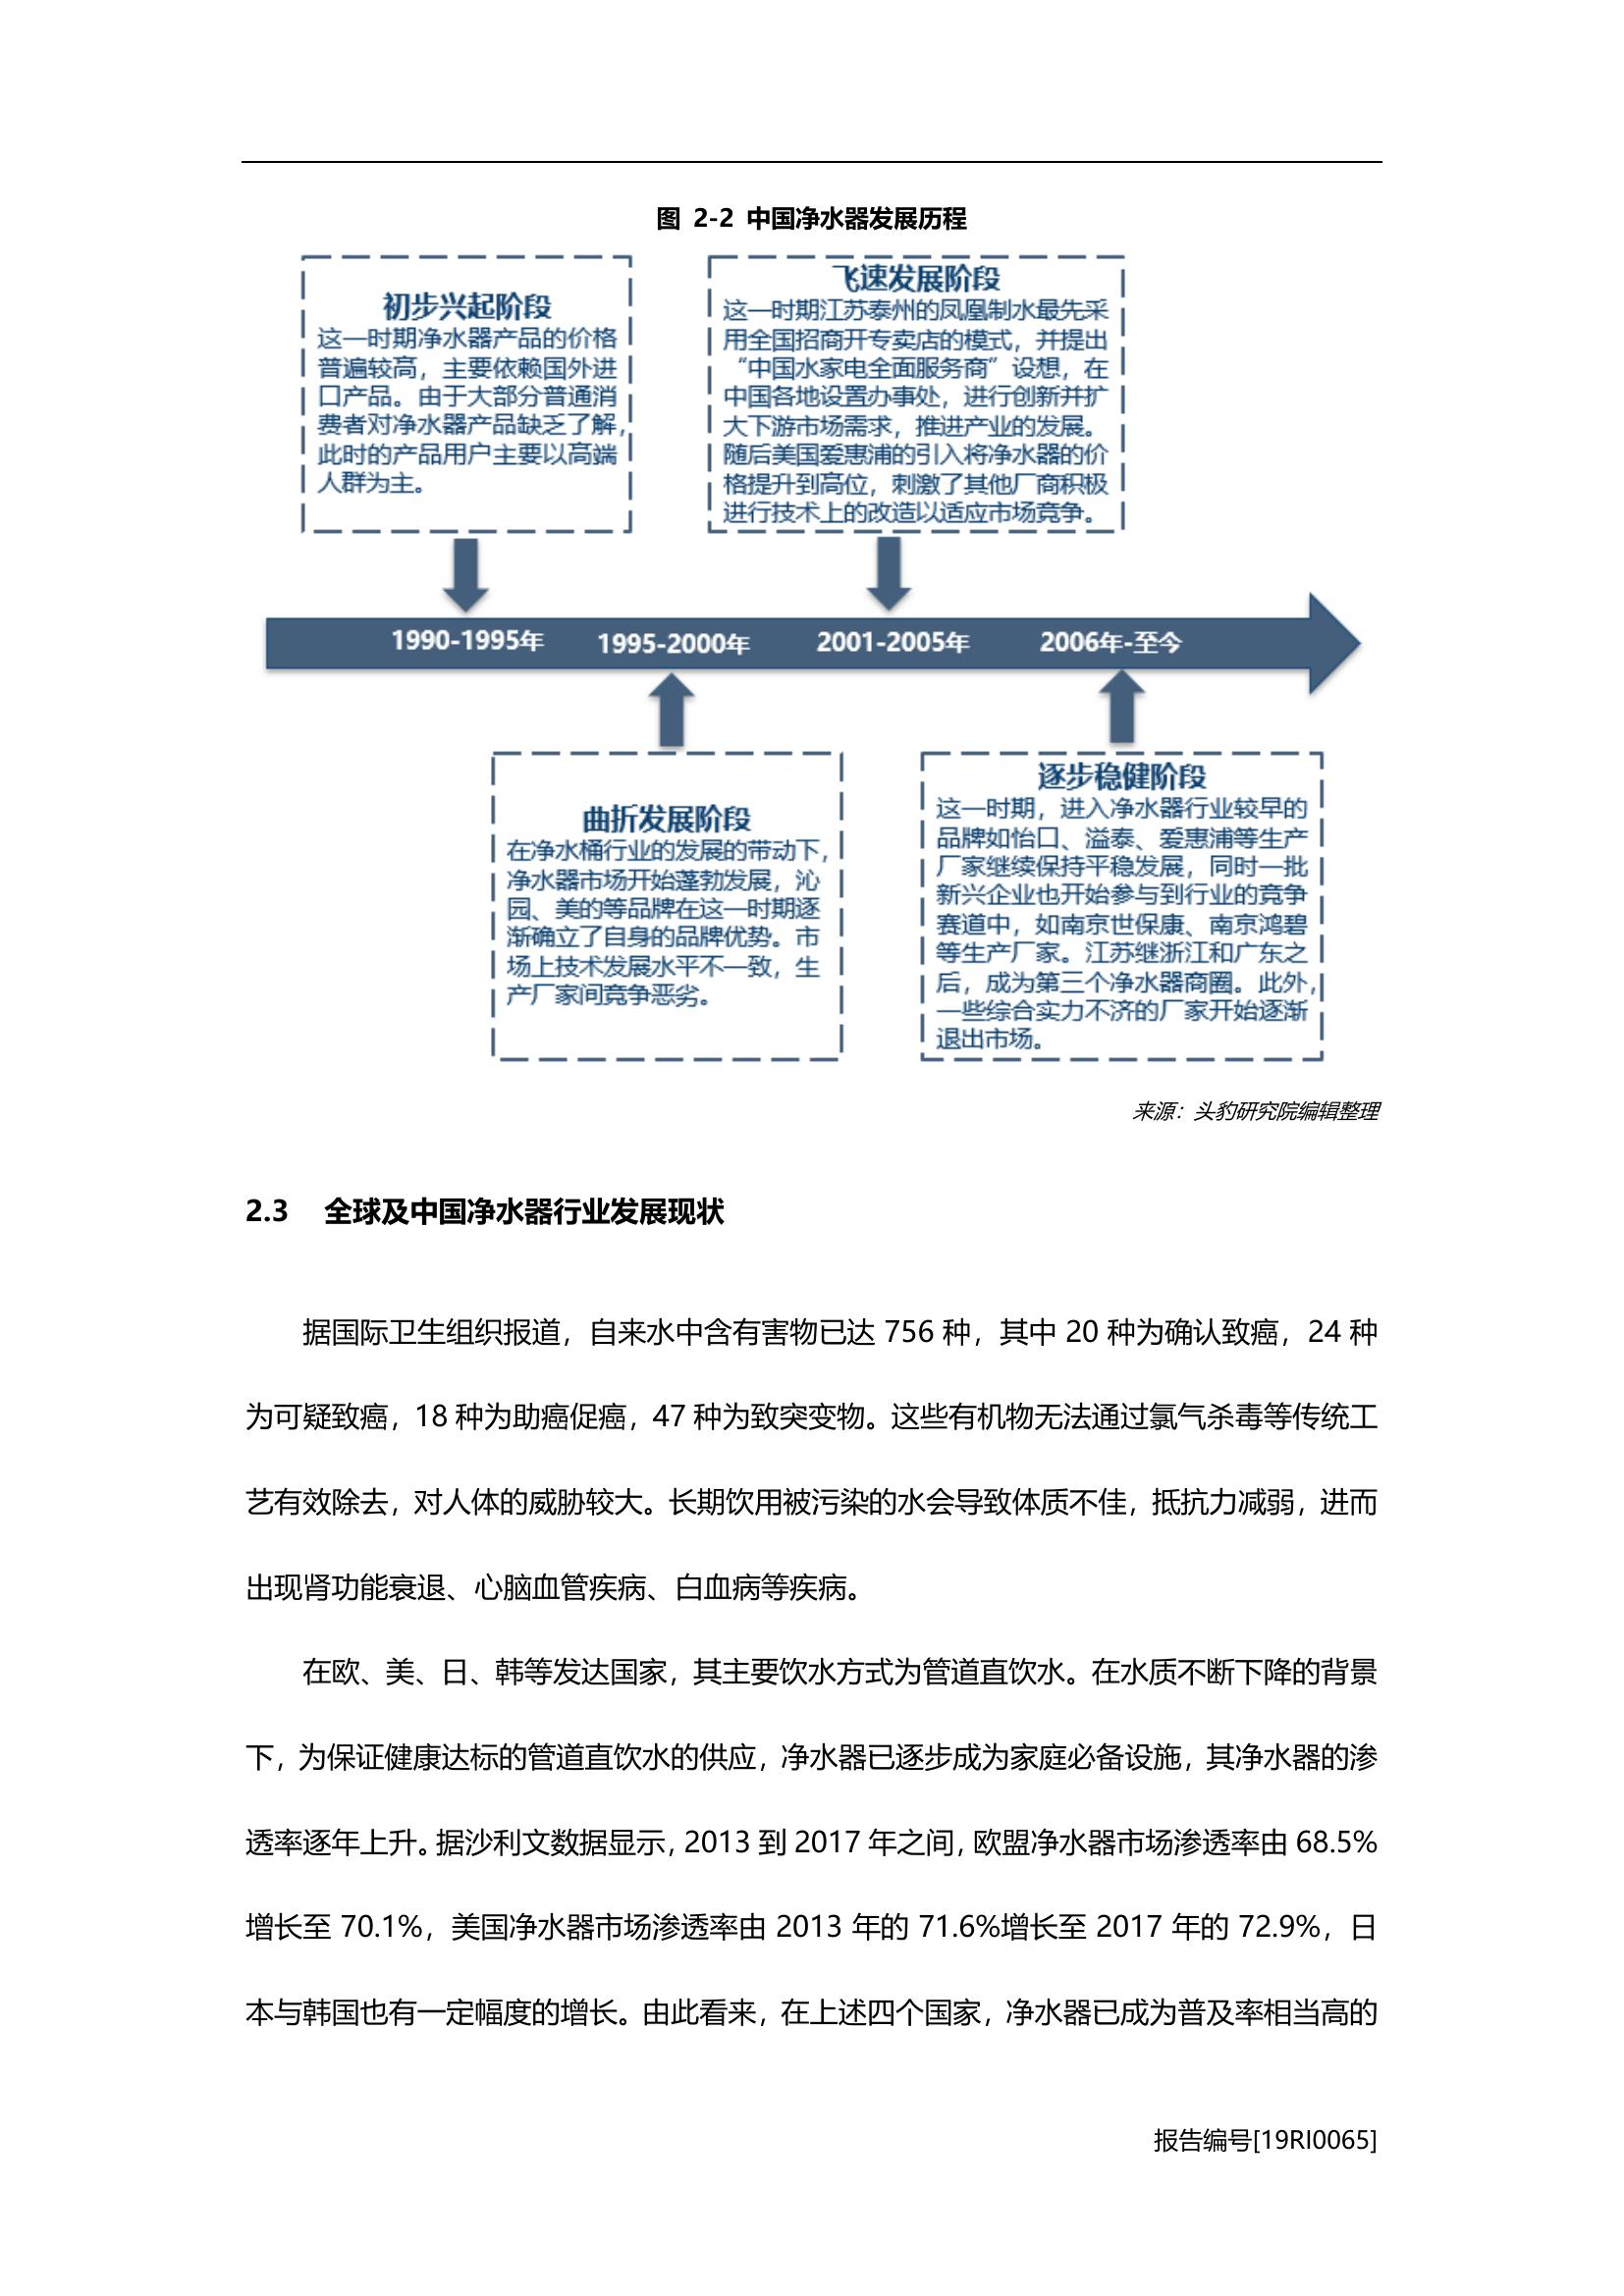 图 2-2 中国净水器发展历程
初步兴起阶段
这一时期净水器产品的价格
普遍较高，主要依赖国外进
口产品。由于大部分普通消
费者对净水器产品缺乏了解，
此时的产品用户主要以高端
人群为主。
飞速发展阶段
这一时期江苏泰州的凤凰制水最先采
用全国招商开专卖店的模式，并提出
“中国水家电全面服务商”设想，在
中国各地设置办事处，进行创新并扩
大下游市场需求，推进产业的发展。
随后美国爱惠浦的引入将净水器的价
格提升到高位，刺激了其他厂商积极
进行技术上的改造以适应市场竞争。
1990-1995年
1995-2000年
2001-2005年
2006年-至今
曲折发展阶段
在净水桶行业的发展的带动下，
净水器市场开始蓬勃发展，沁
园、美的等品牌在这一时期逐
渐确立了自身的品牌优势。市
场上技术发展水平不一致，生
产厂家间竞争恶劣。
逐步稳健阶段
这一时期，进入净水器行业较早的
品牌如怡口、溢泰、爱惠浦等生产
厂家继续保持平稳发展，同时一批
新兴企业也开始参与到行业的竞争
赛道中，如南京世保康、南京鸿碧
等生产厂家。江苏继浙江和广东之
后，成为第三个净水器商圈。此外，
一些综合实力不济的厂家开始逐渐
退出市场。
来源：头豹研究院编辑整理
2.3 全球及中国净水器行业发展现状
据国际卫生组织报道，自来水中含有害物已达 756 种，其中 20 种为确认致癌，24 种
为可疑致癌，18 种为助癌促癌，47 种为致突变物。这些有机物无法通过氯气杀毒等传统工
艺有效除去，对人体的威胁较大。长期饮用被污染的水会导致体质不佳，抵抗力减弱，进而
出现肾功能衰退、心脑血管疾病、白血病等疾病。
在欧、美、日、韩等发达国家，其主要饮水方式为管道直饮水。在水质不断下降的背景
下，为保证健康达标的管道直饮水的供应，净水器已逐步成为家庭必备设施，其净水器的渗
透率逐年上升。据沙利文数据显示，2013 到 2017 年之间，欧盟净水器市场渗透率由 68.5%
增长至 70.1%，美国净水器市场渗透率由 2013 年的 71.6%增长至 2017 年的 72.9%，日
本与韩国也有一定幅度的增长。由此看来，在上述四个国家，净水器已成为普及率相当高的
报告编号[19RI0065]